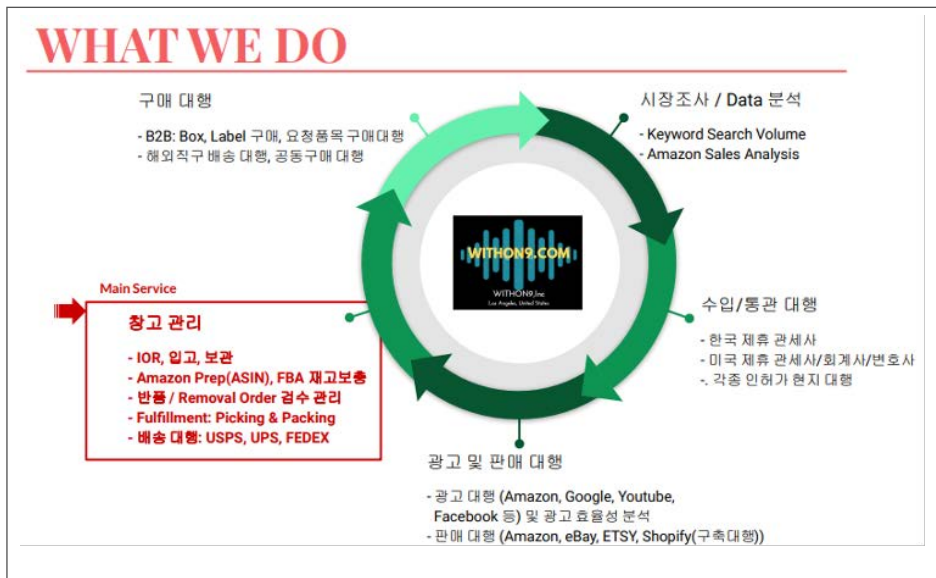 WHAT WE DO
구매 대행
- B2B: Box, Label 구매, 요청품목 구매대행
- 해외직구 배송 대행, 공동구매 대행
시장조사 / Data 분석
- Keyword Search Volume
- Amazon Sales Analysis
WITHON9.COM
WITHON9,Inc
Los Angeles, United States
Main Service
창고 관리
- IOR, 입고, 보관
- Amazon Prep(ASIN), FBA 재고보충
- 반품 / Removal Order 검수 관리
- Fulfillment: Picking & Packing
- 배송 대행: USPS, UPS, FEDEX
수입/통관 대행
- 한국 제휴 관세사
- 미국 제휴 관세사/회계사/변호사
-. 각종 인허가 현지 대행
광고 및 판매 대행
- 광고 대행 (Amazon, Google, Youtube,
Facebook 등) 및 광고 효율성 분석
- 판매 대행 (Amazon, eBay, ETSY, Shopify(구축대행))